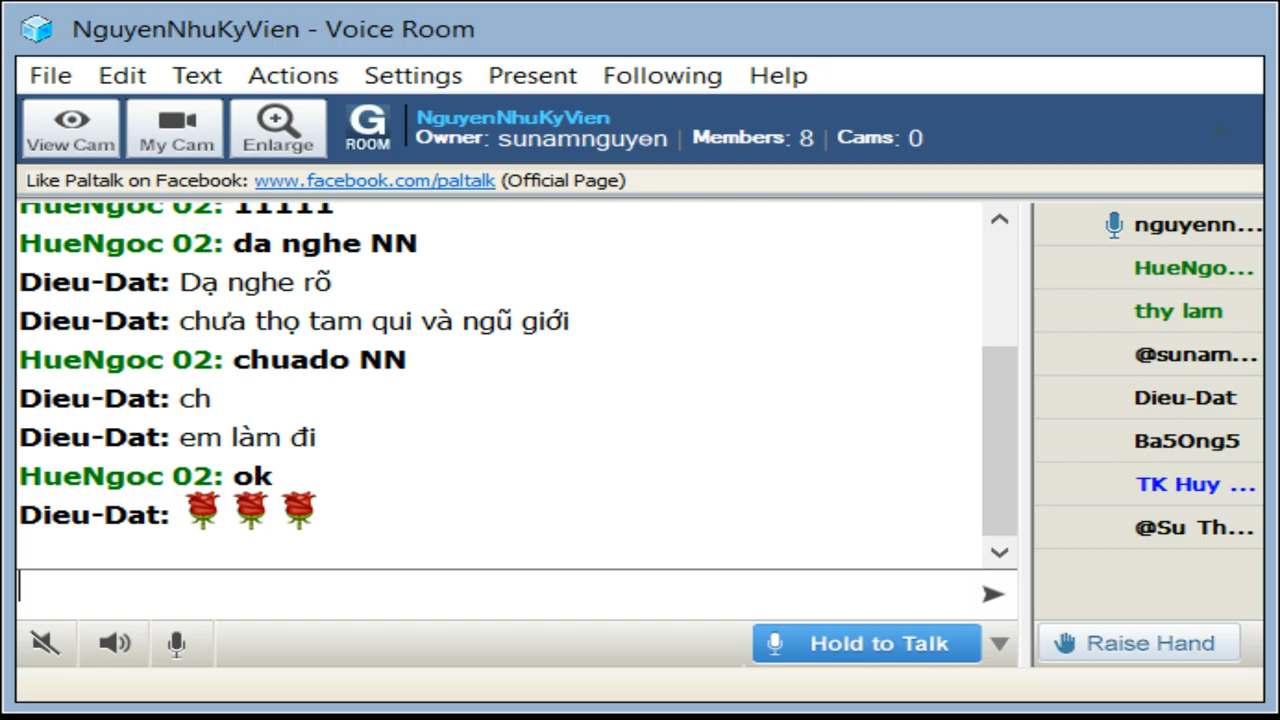 NguyenNhuKyVien - Voice Room
File Edit Text Actions Settings Present Following Help
View Cam My Cam Enlarge G ROOM
NguyenNhuKyVien
Owner: sunamnguyen | Members: 8 | Cams: 0
Like Paltalk on Facebook: www.facebook.com/paltalk (Official Page)
HueNgoc 02: 11111
HueNgoc 02: da nghe NN
Dieu-Dat: Dạ nghe rõ
Dieu-Dat: chưa thọ tam qui và ngũ giới
HueNgoc 02: chuado NN
Dieu-Dat: ch
Dieu-Dat: em làm đi
HueNgoc 02: ok
Dieu-Dat:
nguyenn...
HueNgo...
thy lam
@sunam...
Dieu-Dat
Ba5Ong5
TK Huy ...
@Su Th...
Hold to Talk
Raise Hand